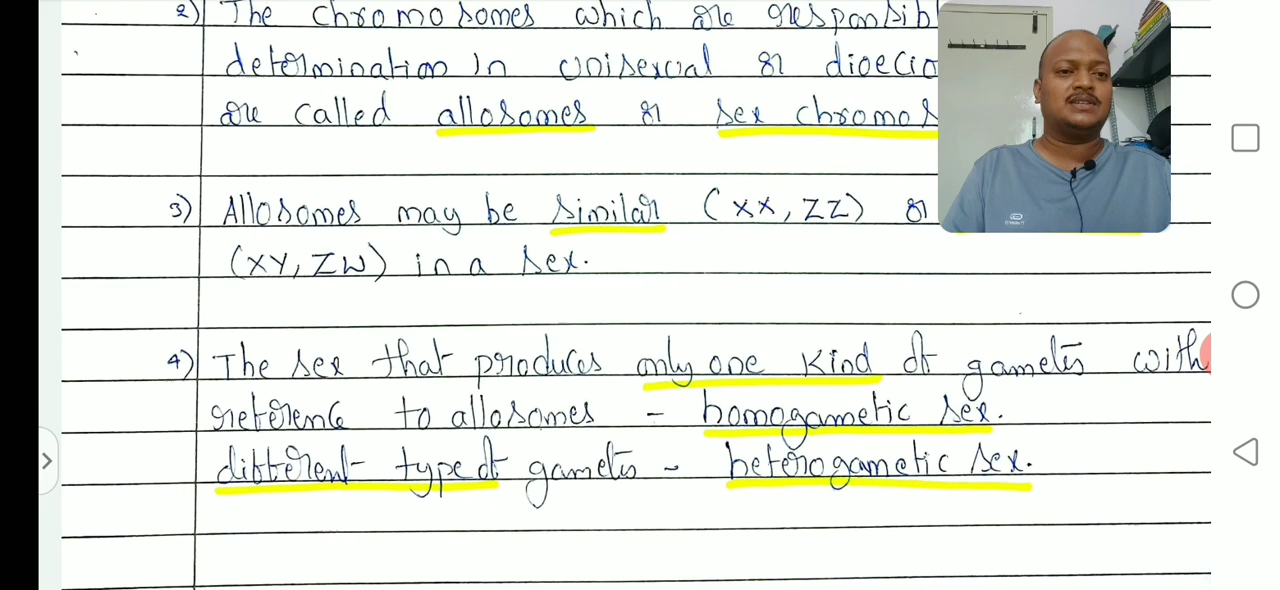 2) The chromosomes which are responsib
determination in unisexual or dioecio
are called allosomes or sex chromos
3) Allosomes may be similar (XX, ZZ) or
(XY, ZW) in a sex.
4) The sex that produces only one kind of gametes with
reference to allosomes - homogametic sex.
different type of gametes - heterogametic sex.